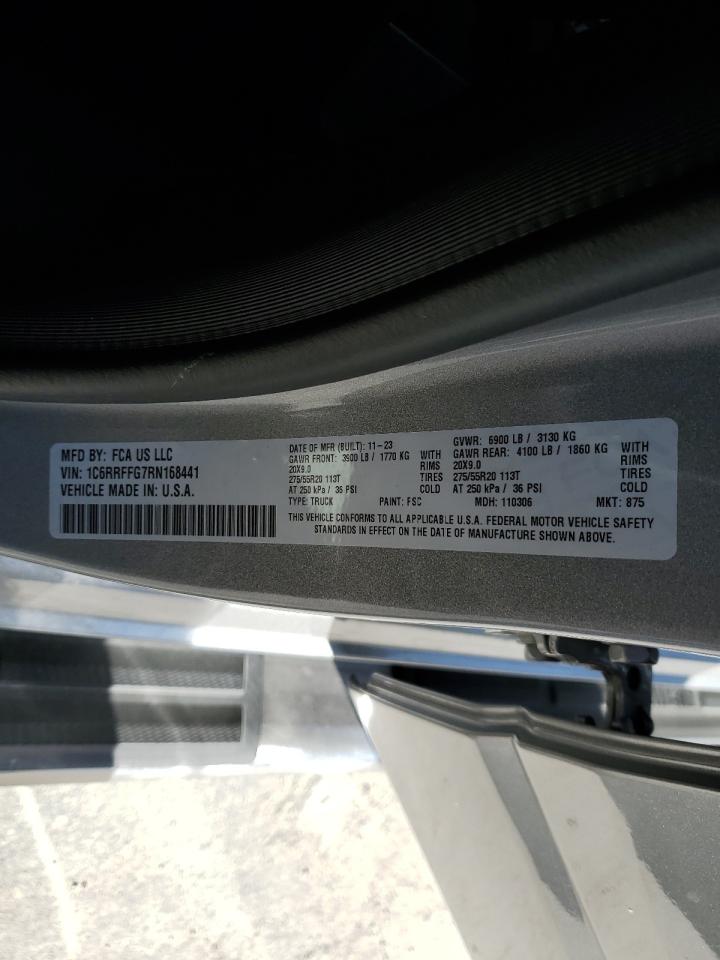 MFD BY: FCA US LLC
VIN: 1C6RRFFG7RN168441
VEHICLE MADE IN U.S.A.
DATE OF MFR (BUILT): 11-23
GAWR FRONT: 3900 LB / 1770 KG WITH
20X9.0 RIMS
275/55R20 113T TIRES
AT 250 kPa / 36 PSI COLD
TYPE: TRUCK PAINT: FSC
GVWR: 6900 LB / 3130 KG
GAWR REAR: 4100 LB / 1860 KG WITH
20X9.0 RIMS
275/55R20 113T TIRES
AT 250 kPa / 36 PSI COLD
MDH: 110306 MKT: 875
THIS VEHICLE CONFORMS TO ALL APPLICABLE U.S.A. FEDERAL MOTOR VEHICLE SAFETY
STANDARDS IN EFFECT ON THE DATE OF MANUFACTURE SHOWN ABOVE.